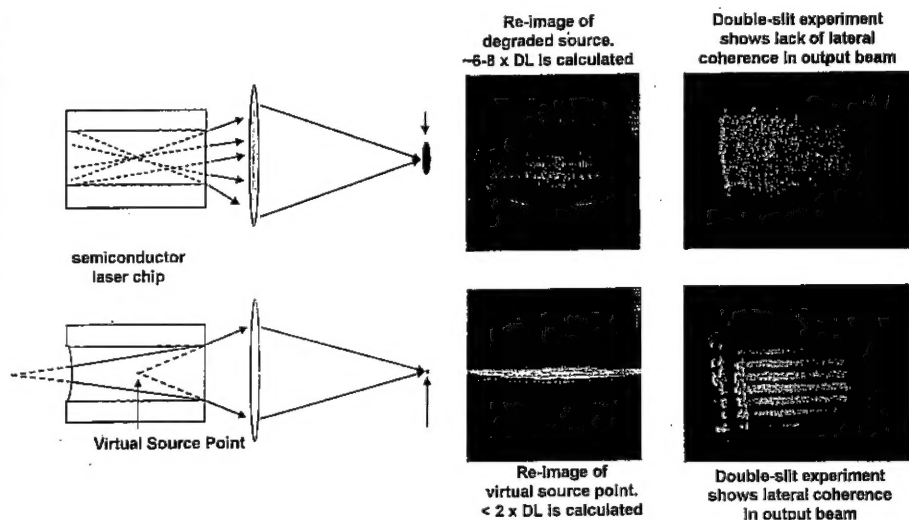 Re-image of
degraded source.
~6-8 x DL is calculated
Double-slit experiment
shows lack of lateral
coherence in output beam
semiconductor
laser chip
Virtual Source Point
Re-image of
virtual source point.
< 2 x DL is calculated
Double-slit experiment
shows lateral coherence
in output beam